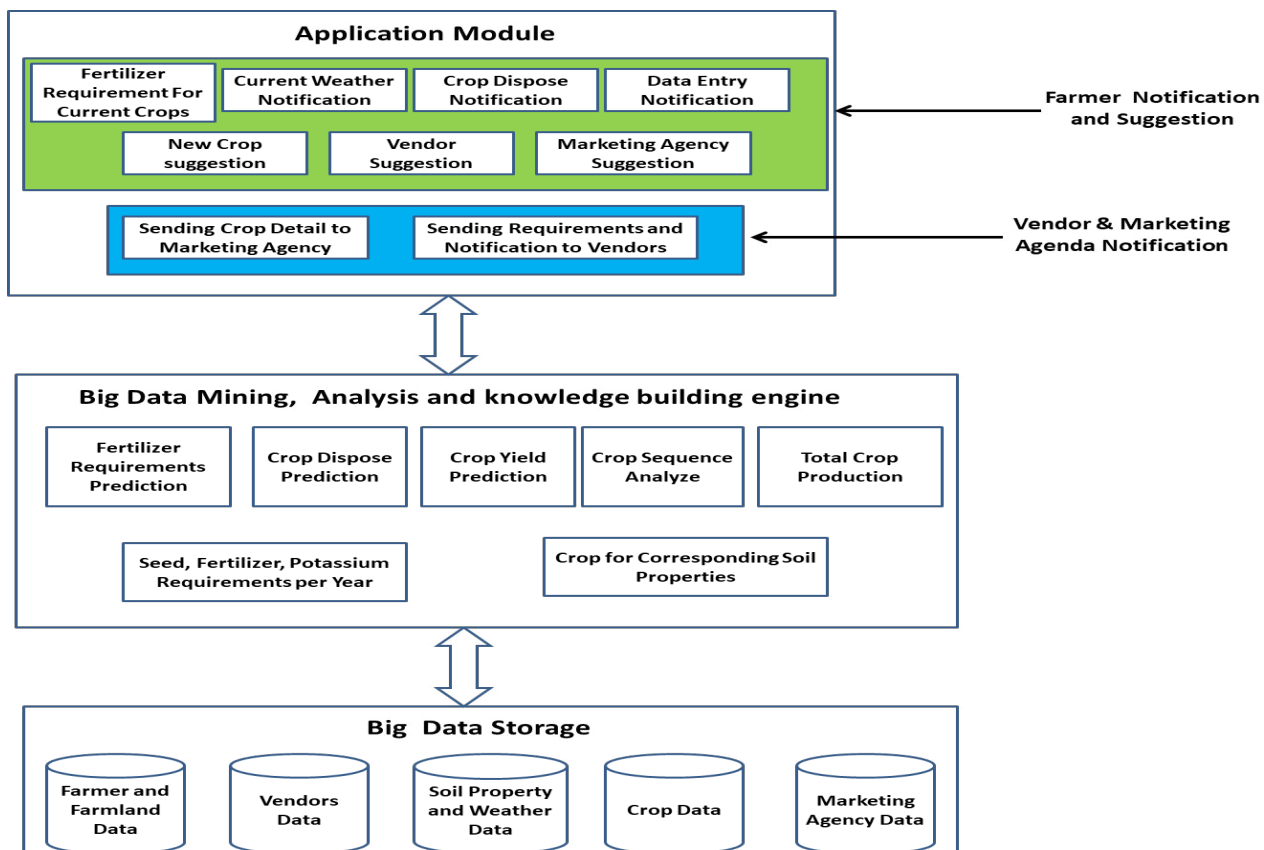 Application Module
Fertilizer
Requirement For
Current Crops
Current Weather
Notification
Crop Dispose
Notification
Data Entry
Notification
Farmer Notification
and Suggestion
New Crop
suggestion
Vendor
Suggestion
Marketing Agency
Suggestion
Sending Crop Detail to
Marketing Agency
Sending Requirements and
Notification to Vendors
Vendor & Marketing
Agenda Notification
Big Data Mining, Analysis and knowledge building engine
Fertilizer
Requirements
Prediction
Crop Dispose
Prediction
Crop Yield
Prediction
Crop Sequence
Analyze
Total Crop
Production
Seed, Fertilizer, Potassium
Requirements per Year
Crop for Corresponding Soil
Properties
Big Data Storage
Farmer and
Farmland
Data
Vendors
Data
Soil Property
and Weather
Data
Crop Data
Marketing
Agency Data